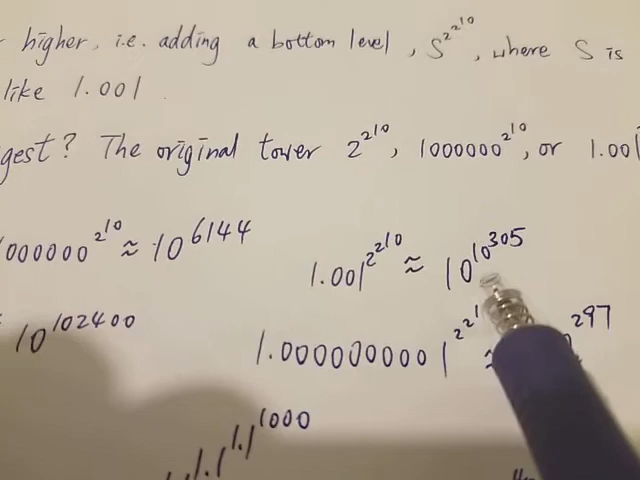 higher, i.e. adding a bottom level, S^2^2^10, where S is
like 1.001
gest? The original tower 2^2^10, 1000000^2^10, or 1.001
000000^2^10 ≈ 10^6144
1.001^2^2^10 ≈ 10^10^305
10^102400
1.0000000001^2^2^1 ≈ 297
1.1^1.1^1000